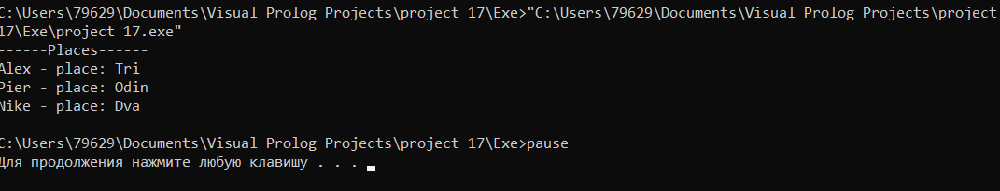 C:\Users\79629\Documents\Visual Prolog Projects\project 17\Exe>"C:\Users\79629\Documents\Visual Prolog Projects\project
17\Exe\project 17.exe"
------Places------
Alex - place: Tri
Pier - place: Odin
Nike - place: Dva
C:\Users\79629\Documents\Visual Prolog Projects\project 17\Exe>pause
Для продолжения нажмите любую клавишу . . .